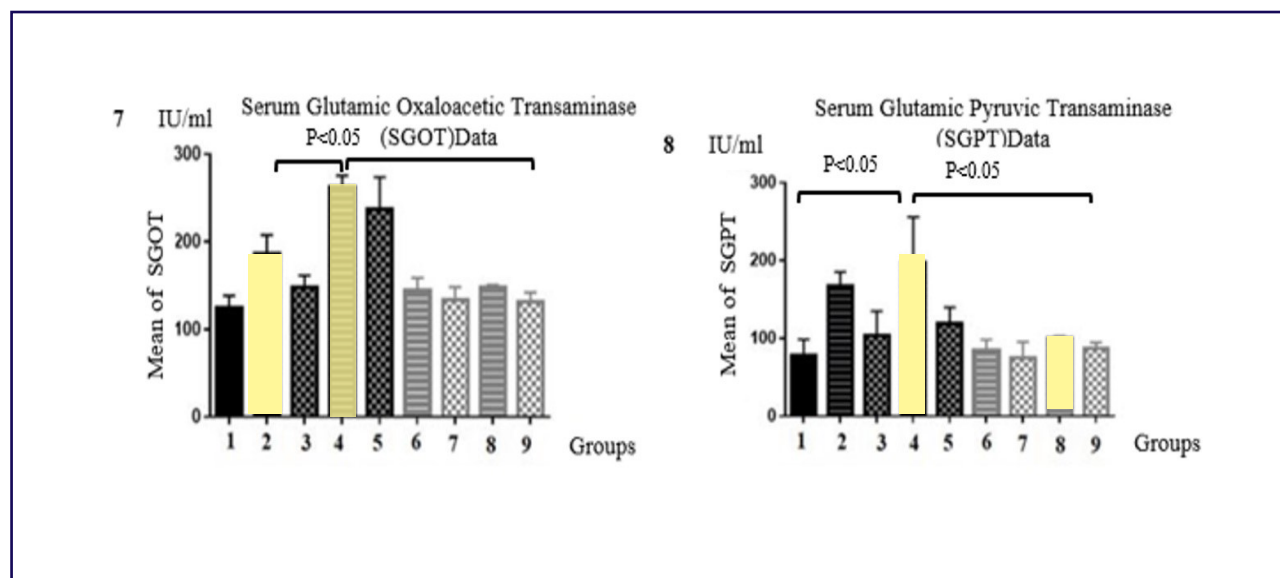 7 IU/ml
Serum Glutamic Oxaloacetic Transaminase
(SGOT)Data
P<0.05
Mean of SGOT
300
200
100
0
1 2 3 4 5 6 7 8 9 Groups
8 IU/ml
Serum Glutamic Pyruvic Transaminase
(SGPT)Data
P<0.05 P<0.05
Mean of SGPT
300
200
100
0
1 2 3 4 5 6 7 8 9 Groups